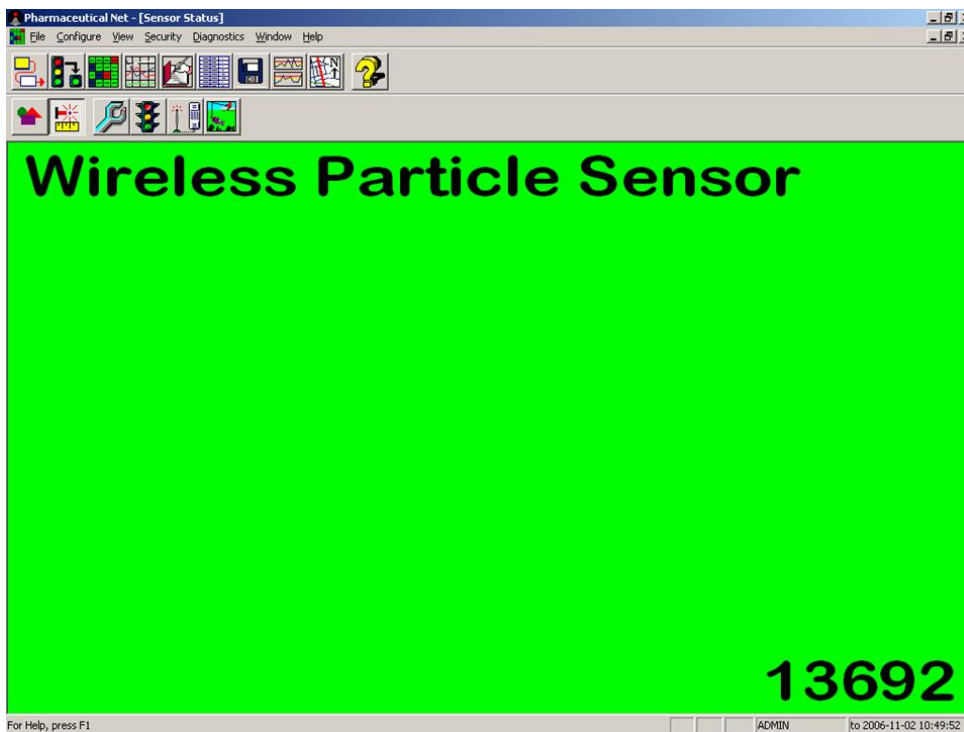 Pharmaceutical Net - [Sensor Status]
File Configure View Security Diagnostics Window Help
N
Wireless Particle Sensor
13692
For Help, press F1 ADMIN to 2006-11-02 10:49:52